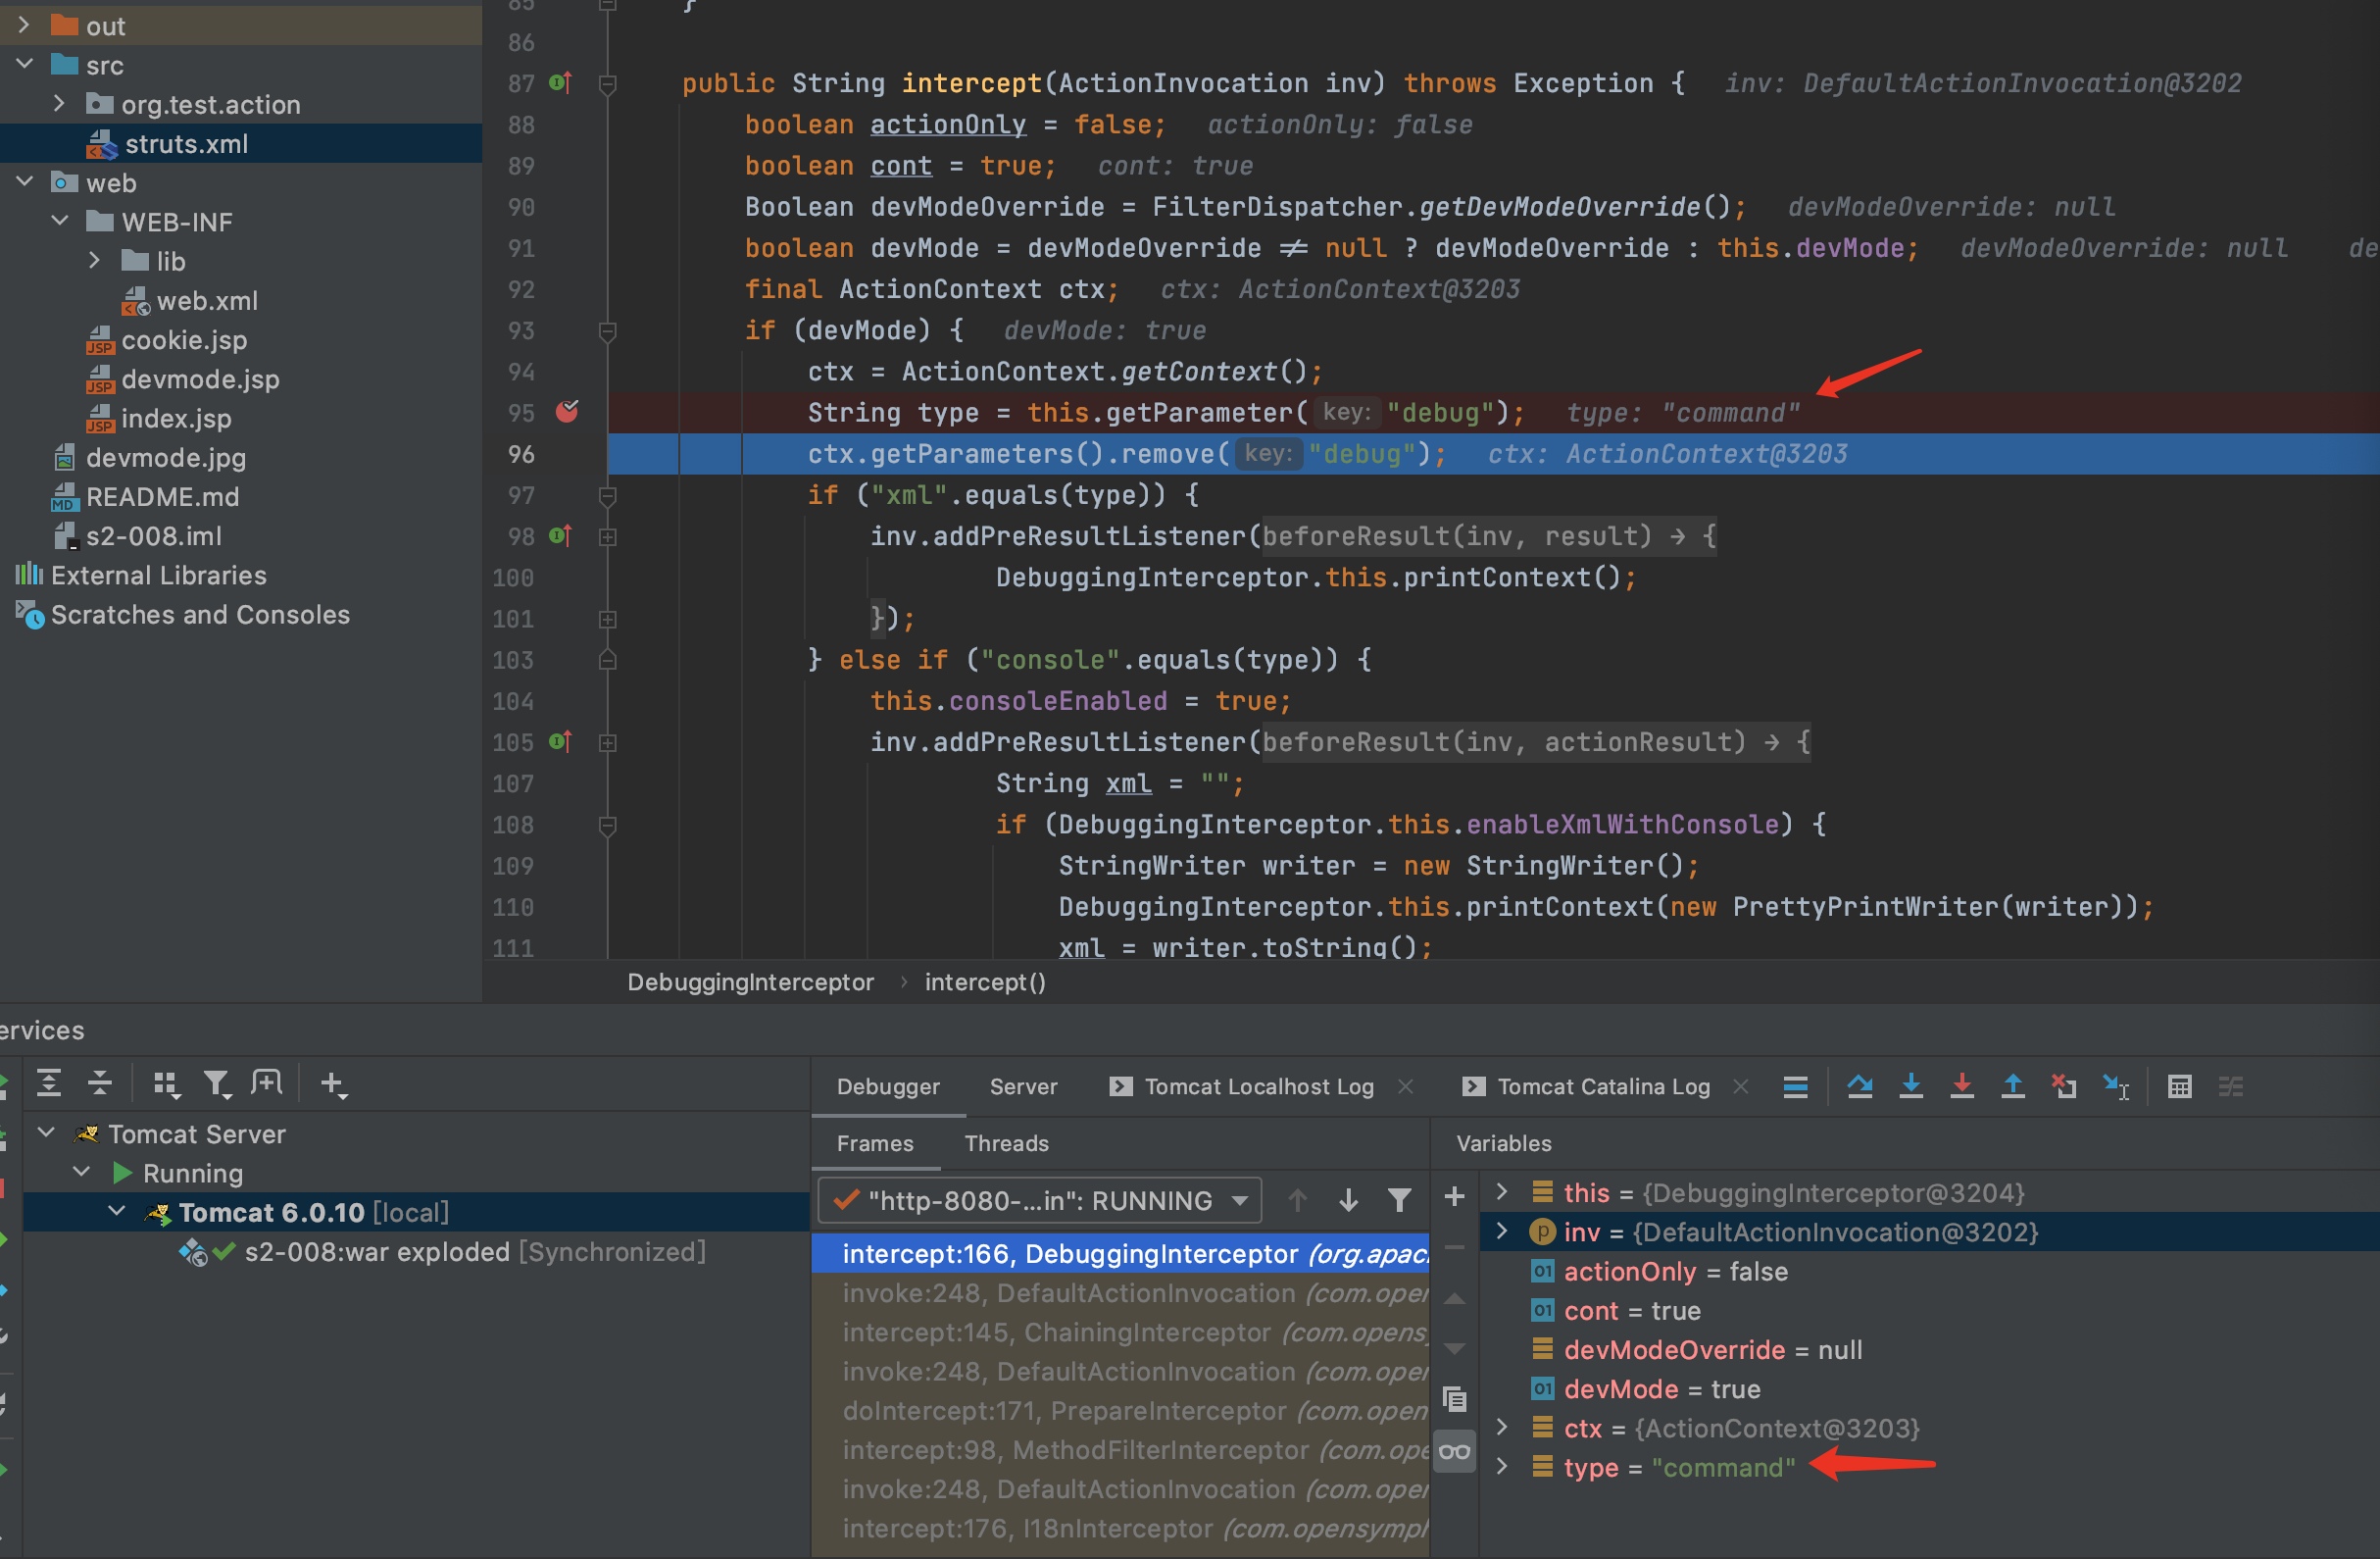 out
src
org.test.action
struts.xml
web
WEB-INF
lib
web.xml
cookie.jsp
devmode.jsp
index.jsp
devmode.jpg
README.md
s2-008.iml
External Libraries
Scratches and Consoles
85 }
86
87 public String intercept(ActionInvocation inv) throws Exception { inv: DefaultActionInvocation@3202
88 boolean actionOnly = false; actionOnly: false
89 boolean cont = true; cont: true
90 Boolean devModeOverride = FilterDispatcher.getDevModeOverride(); devModeOverride: null
91 boolean devMode = devModeOverride ≠ null ? devModeOverride : this.devMode; devModeOverride: null de
92 final ActionContext ctx; ctx: ActionContext@3203
93 if (devMode) { devMode: true
94 ctx = ActionContext.getContext();
95 String type = this.getParameter( key: "debug"); type: "command"
96 ctx.getParameters().remove( key: "debug"); ctx: ActionContext@3203
97 if ("xml".equals(type)) {
98 inv.addPreResultListener(beforeResult(inv, result) → {
100 DebuggingInterceptor.this.printContext();
101 });
103 } else if ("console".equals(type)) {
104 this.consoleEnabled = true;
105 inv.addPreResultListener(beforeResult(inv, actionResult) → {
107 String xml = "";
108 if (DebuggingInterceptor.this.enableXmlWithConsole) {
109 StringWriter writer = new StringWriter();
110 DebuggingInterceptor.this.printContext(new PrettyPrintWriter(writer));
111 xml = writer.toString();
DebuggingInterceptor › intercept()
ervices
Tomcat Server
Running
Tomcat 6.0.10 [local]
s2-008:war exploded [Synchronized]
Debugger Server Tomcat Localhost Log Tomcat Catalina Log
Frames Threads
"http-8080-...in": RUNNING
intercept:166, DebuggingInterceptor (org.apac
invoke:248, DefaultActionInvocation (com.oper
intercept:145, ChainingInterceptor (com.opens
invoke:248, DefaultActionInvocation (com.oper
doIntercept:171, PrepareInterceptor (com.open
intercept:98, MethodFilterInterceptor (com.ope
invoke:248, DefaultActionInvocation (com.oper
intercept:176, I18nInterceptor (com.opensympl
Variables
this = {DebuggingInterceptor@3204}
inv = {DefaultActionInvocation@3202}
actionOnly = false
cont = true
devModeOverride = null
devMode = true
ctx = {ActionContext@3203}
type = "command"